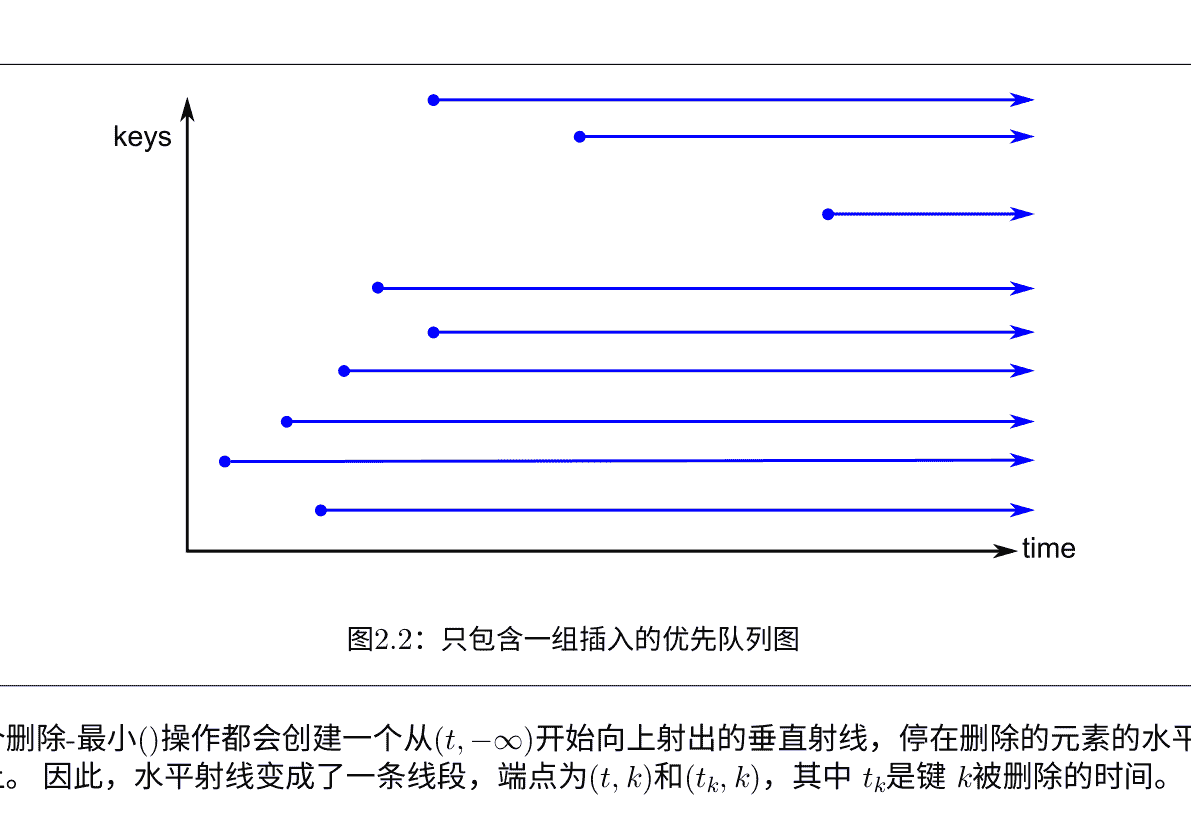 keys
time
图2.2：只包含一组插入的优先队列图
删除-最小()操作都会创建一个从(t, −∞)开始向上射出的垂直射线，停在删除的元素的水平
。 因此，水平射线变成了一条线段，端点为(t, k)和(tₖ, k)，其中 tₖ是键 k被删除的时间。